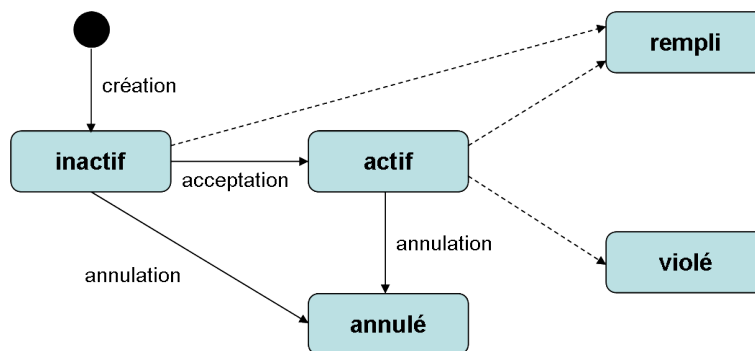 rempli
création
inactif
acceptation
actif
annulation
annulation
violé
annulé